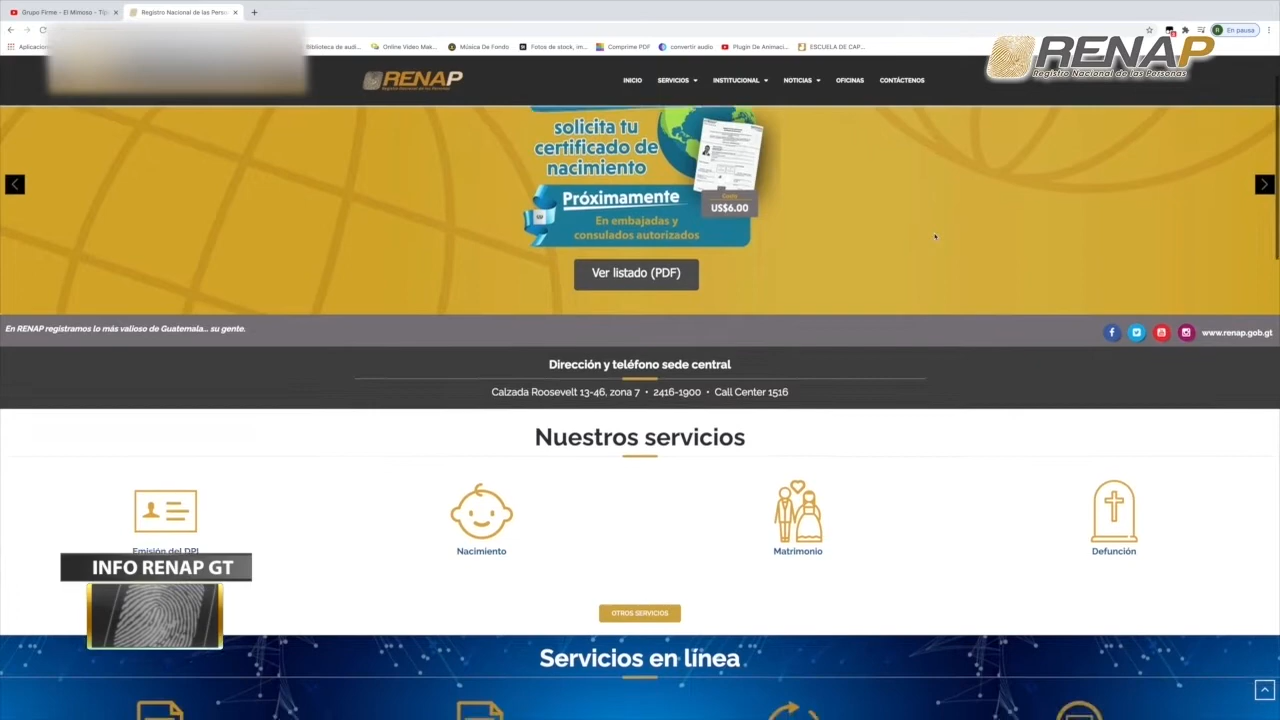 Grupo Firme - El Mimoso - Tip
Registro Nacional de las Perso
En pausa
Aplicacione
Biblioteca de audi...
Online Video Mak...
Música De Fondo
Fotos de stock, im...
Comprime PDF
convertir audio
Plugin De Animaci...
ESCUELA DE CAP...
RENAP
Registro Nacional de las Personas
RENAP
Registro Nacional de las Personas
INICIO
SERVICIOS
INSTITUCIONAL
NOTICIAS
OFICINAS
CONTÁCTENOS
solicita tu
certificado de
nacimiento
Próximamente
En embajadas y
consulados autorizados
US$6.00
Ver listado (PDF)
En RENAP registramos lo más valioso de Guatemala... su gente.
www.renap.gob.gt
Dirección y teléfono sede central
Calzada Roosevelt 13-46, zona 7 • 2416-1900 • Call Center 1516
Nuestros servicios
Emisión del DPI
Nacimiento
Matrimonio
Defunción
INFO RENAP GT
OTROS SERVICIOS
Servicios en línea